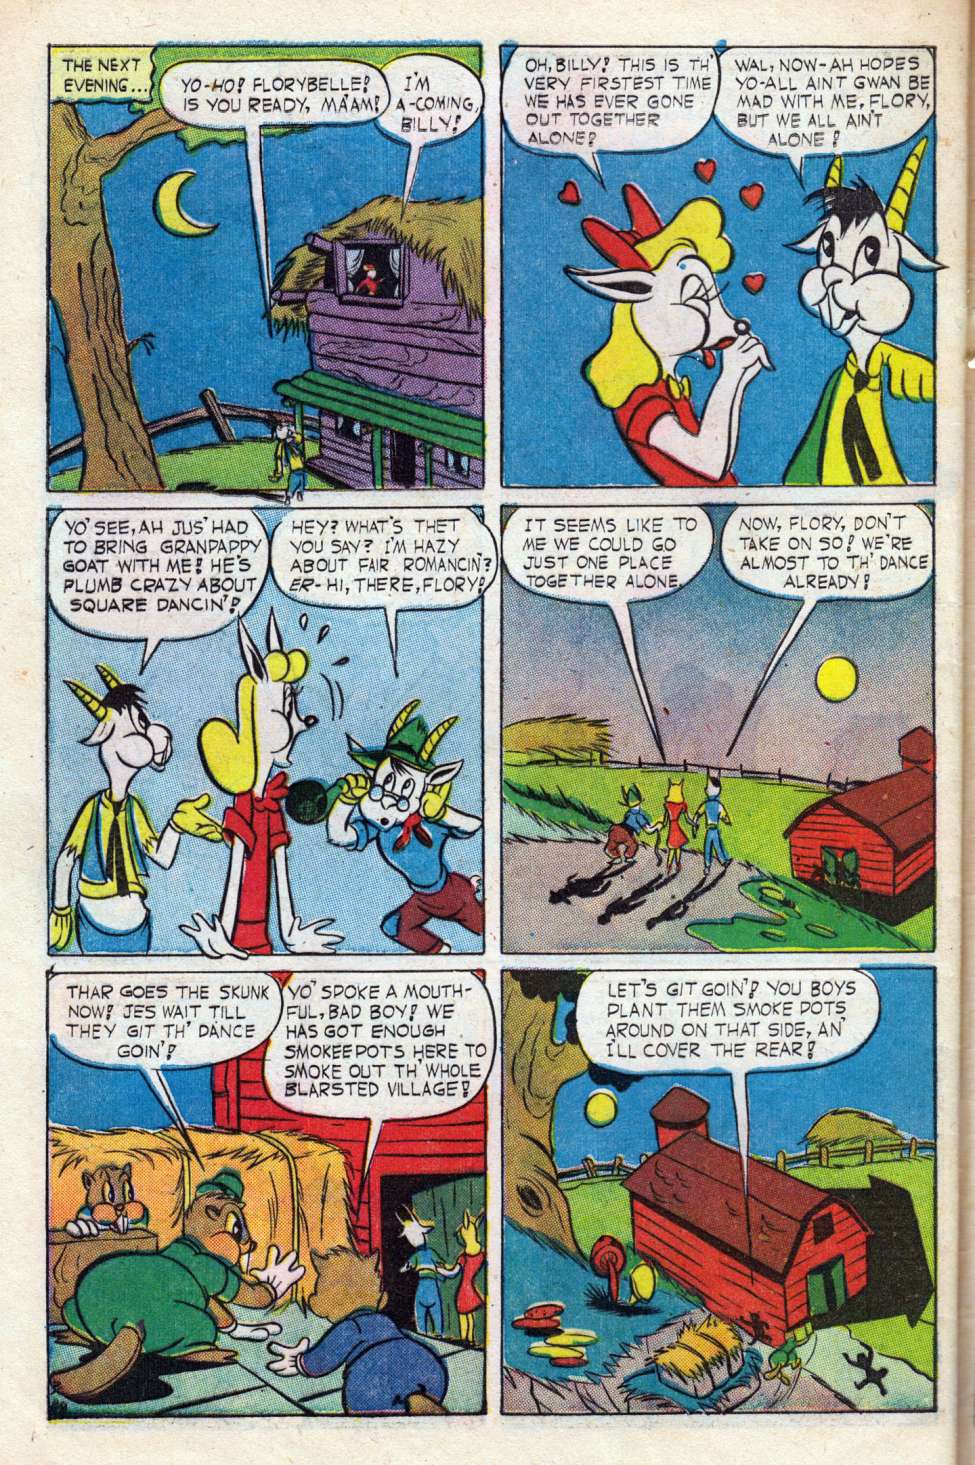 THE NEXT
EVENING...
YO-HO! FLORYBELLE!
IS YOU READY, MA'AM!
I'M
A-COMING,
BILLY!
OH, BILLY! THIS IS TH'
VERY FIRSTEST TIME
WE HAS EVER GONE
OUT TOGETHER
ALONE!
WAL, NOW-AH HOPES
YO-ALL AINT GWAN BE
MAD WITH ME, FLORY,
BUT WE ALL AIN'T
ALONE!
YO' SEE, AH JUS' HAD
TO BRING GRANPAPPY
GOAT WITH ME! HE'S
PLUMB CRAZY ABOUT
SQUARE DANCIN'!
HEY? WHAT'S THET
YOU SAY? I'M HAZY
ABOUT FAIR ROMANCIN'?
ER- HI, THERE, FLORY!
IT SEEMS LIKE TO
ME WE COULD GO
JUST ONE PLACE
TOGETHER ALONE.
NOW, FLORY, DON'T
TAKE ON SO! WE'RE
ALMOST TO TH' DANCE
ALREADY!
THAR GOES THE SKUNK
NOW! JES WAIT TILL
THEY GIT TH' DANCE
GOIN'!
YO' SPOKE A MOUTH-
FUL, BAD BOY! WE
HAS GOT ENOUGH
SMOKEEPOTS HERE TO
SMOKE OUT TH' WHOLE
BLARSTED VILLAGE!
LET'S GIT GOIN'! YOU BOYS
PLANT THEM SMOKE POTS
AROUND ON THAT SIDE, AN'
I'LL COVER THE REAR!